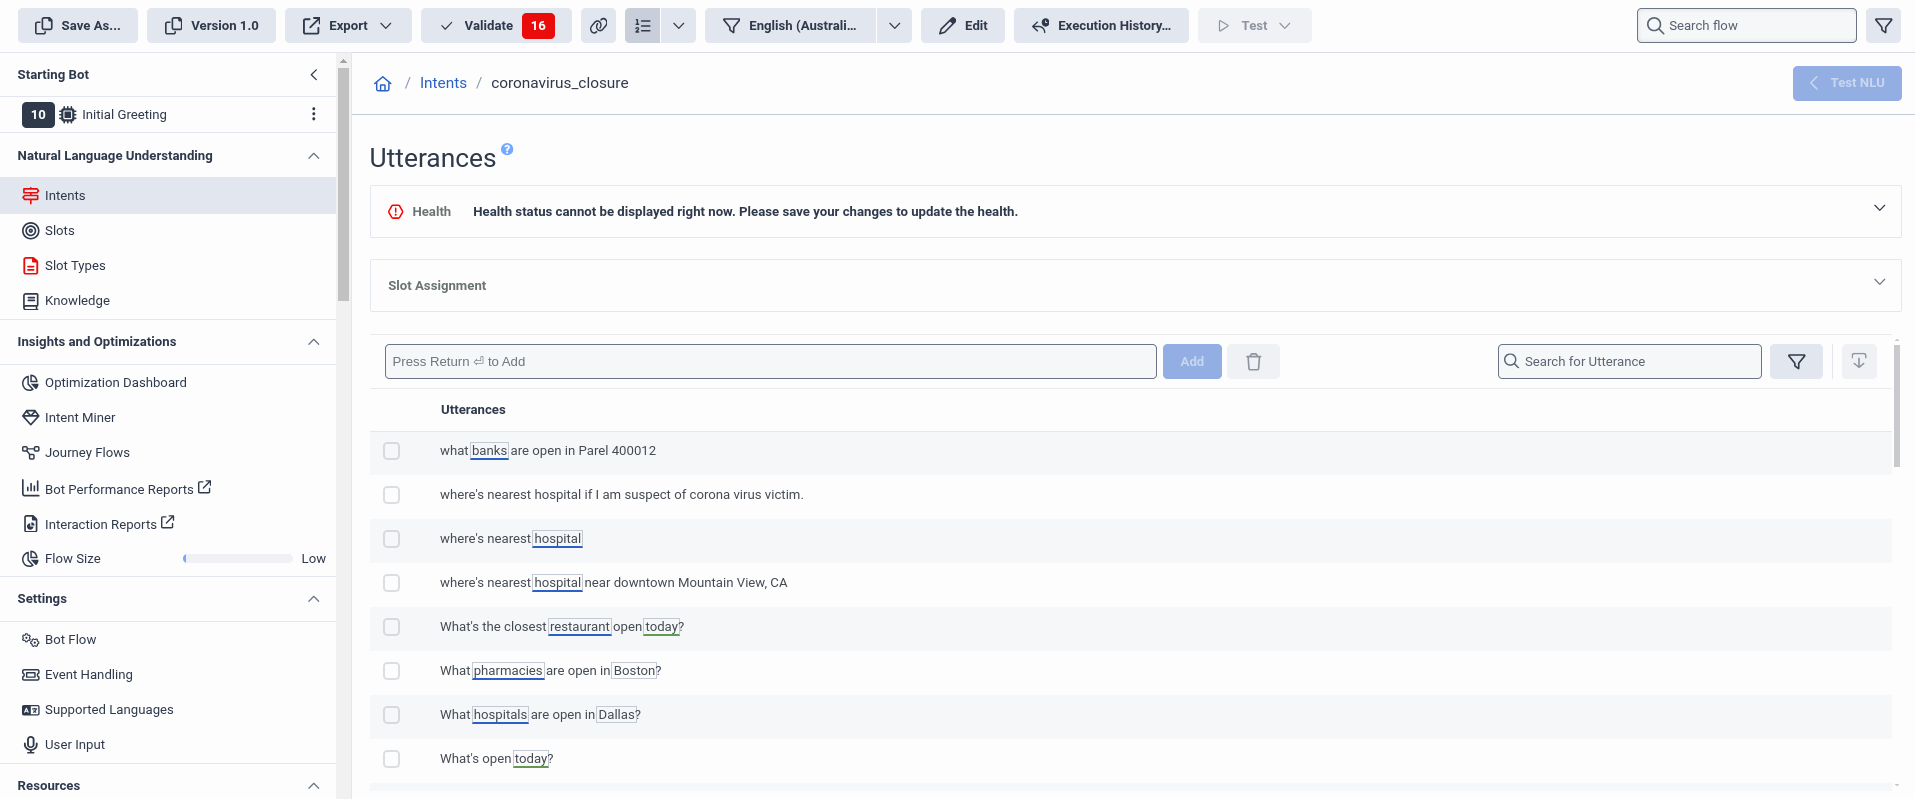 Save As...
Version 1.0
Export
Validate 16
English (Australi...
Edit
Execution History...
Test
Search flow
Starting Bot
10 Initial Greeting
Natural Language Understanding
Intents
Slots
Slot Types
Knowledge
Insights and Optimizations
Optimization Dashboard
Intent Miner
Journey Flows
Bot Performance Reports
Interaction Reports
Flow Size Low
Settings
Bot Flow
Event Handling
Supported Languages
User Input
Resources
/ Intents / coronavirus_closure
Test NLU
Utterances ?
Health Health status cannot be displayed right now. Please save your changes to update the health.
Slot Assignment
Press Return ⏎ to Add
Add
Search for Utterance
Utterances
what banks are open in Parel 400012
where's nearest hospital if I am suspect of corona virus victim.
where's nearest hospital
where's nearest hospital near downtown Mountain View, CA
What's the closest restaurant open today?
What pharmacies are open in Boston?
What hospitals are open in Dallas?
What's open today?